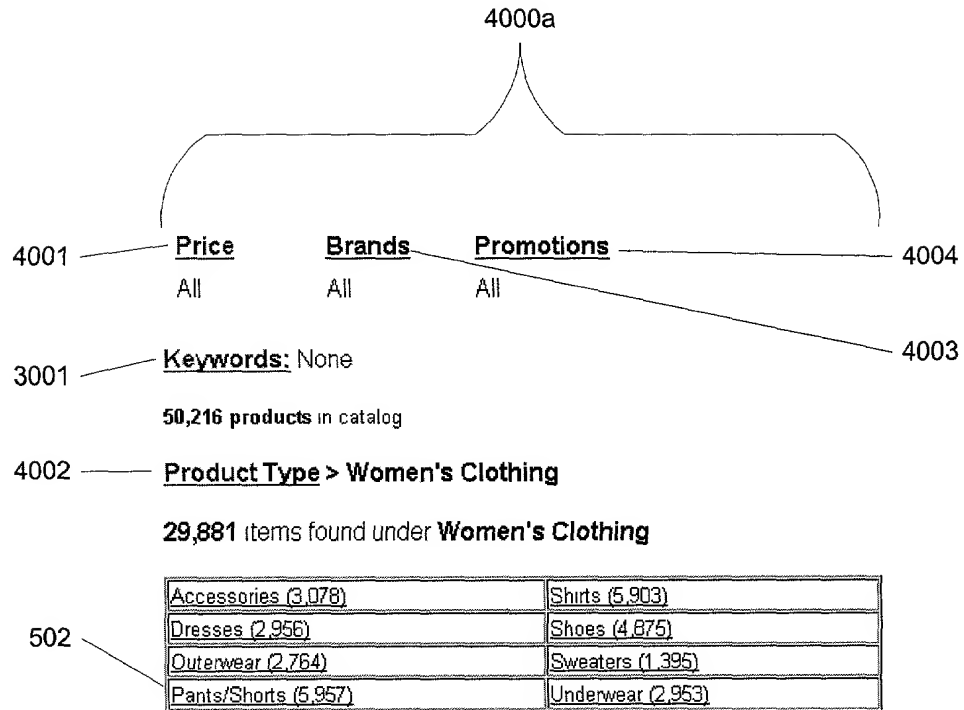 4000a
4001 Price Brands Promotions 4004
All All All
4003
3001 Keywords: None
50,216 products in catalog
4002 Product Type > Women's Clothing
29,881 items found under Women's Clothing
Accessories (3,078) Shirts (5,903)
502 Dresses (2,956) Shoes (4,875)
Outerwear (2,764) Sweaters (1,395)
Pants/Shorts (5,957) Underwear (2,953)